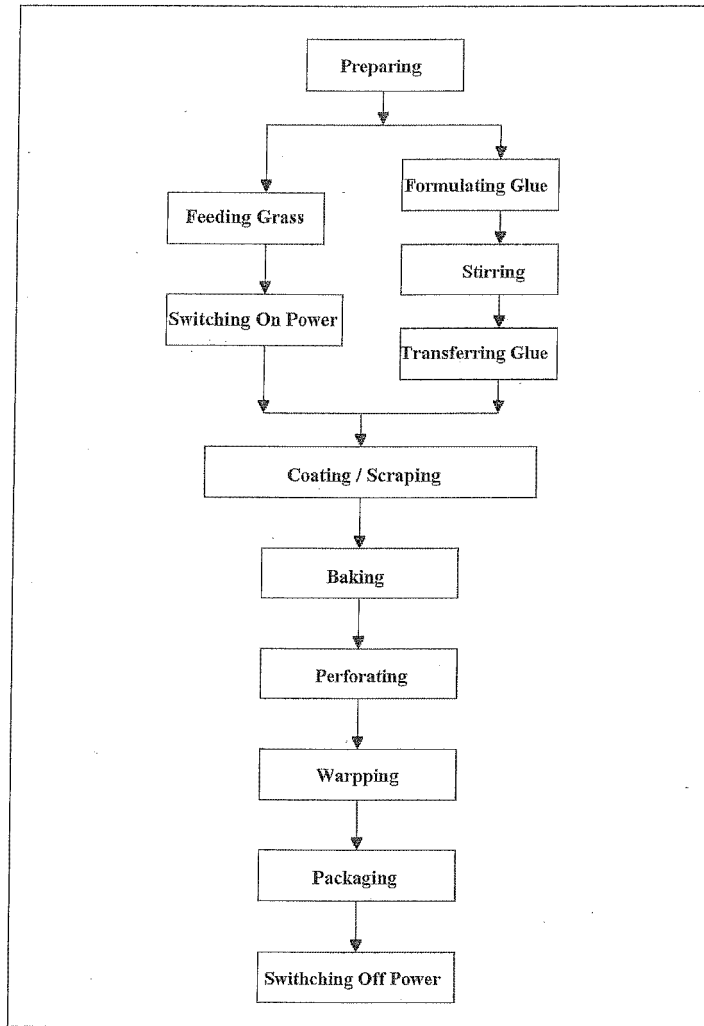 Preparing
Formulating Glue
Feeding Grass
Stirring
Switching On Power
Transferring Glue
Coating / Scraping
Baking
Perforating
Warpping
Packaging
Swithching Off Power